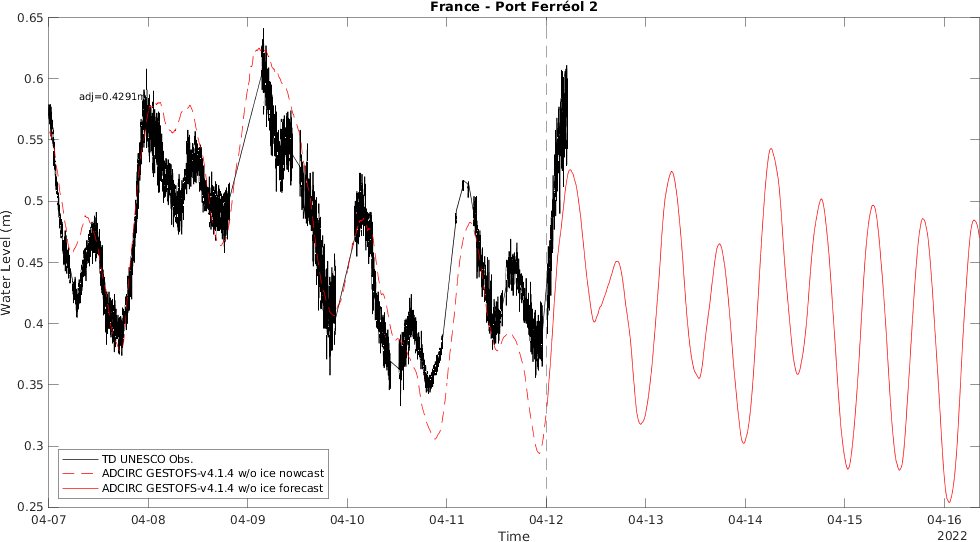 France - Port Ferréol 2
0.65
0.6
0.55
0.5
0.45
0.4
0.35
0.3
0.25
Water Level (m)
adj=0.4291m
TD UNESCO Obs.
ADCIRC GESTOFS-v4.1.4 w/o ice nowcast
ADCIRC GESTOFS-v4.1.4 w/o ice forecast
04-07 04-08 04-09 04-10 04-11 04-12 04-13 04-14 04-15 04-16
2022
Time